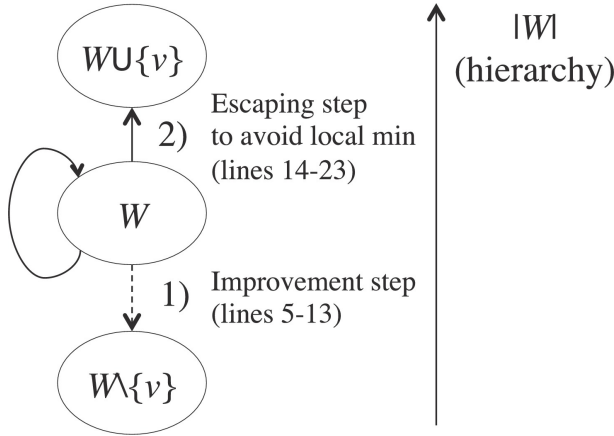 W∪{v}
|W|
(hierarchy)
2)
Escaping step
to avoid local min
(lines 14-23)
W
1)
Improvement step
(lines 5-13)
W\{v}